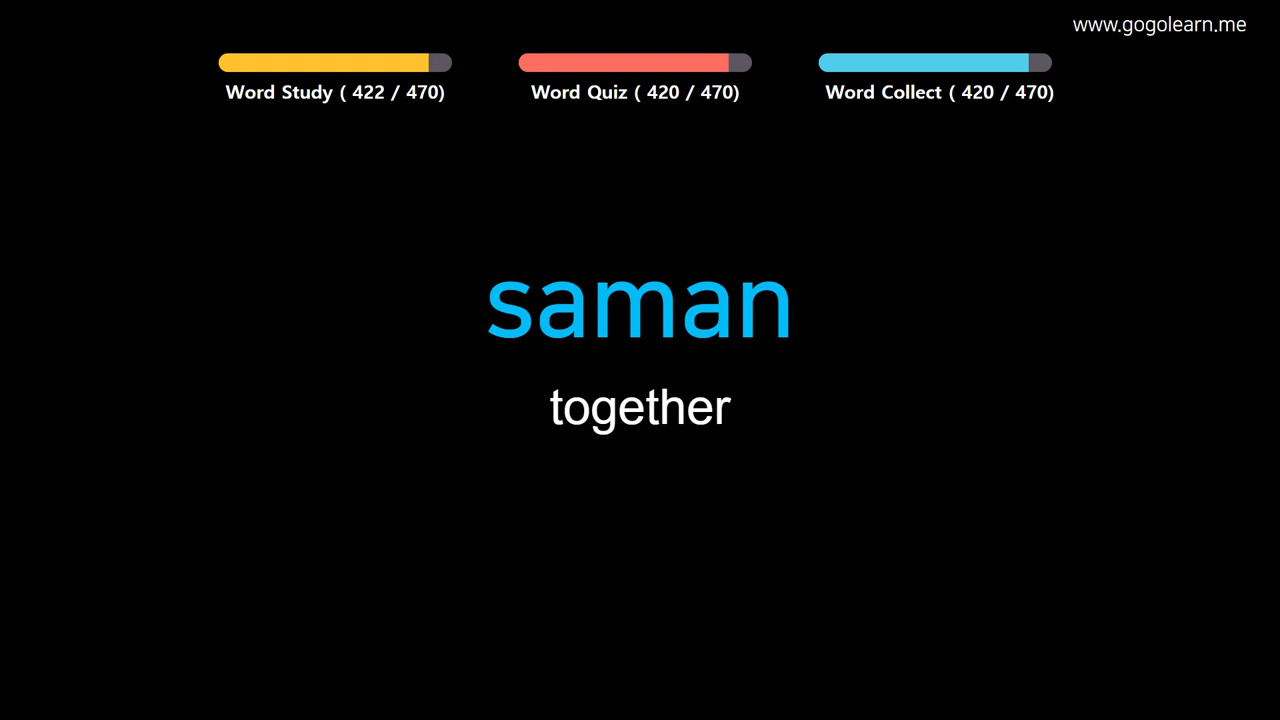 www.gogolearn.me
Word Study ( 422 / 470)
Word Quiz ( 420 / 470)
Word Collect ( 420 / 470)
saman
together